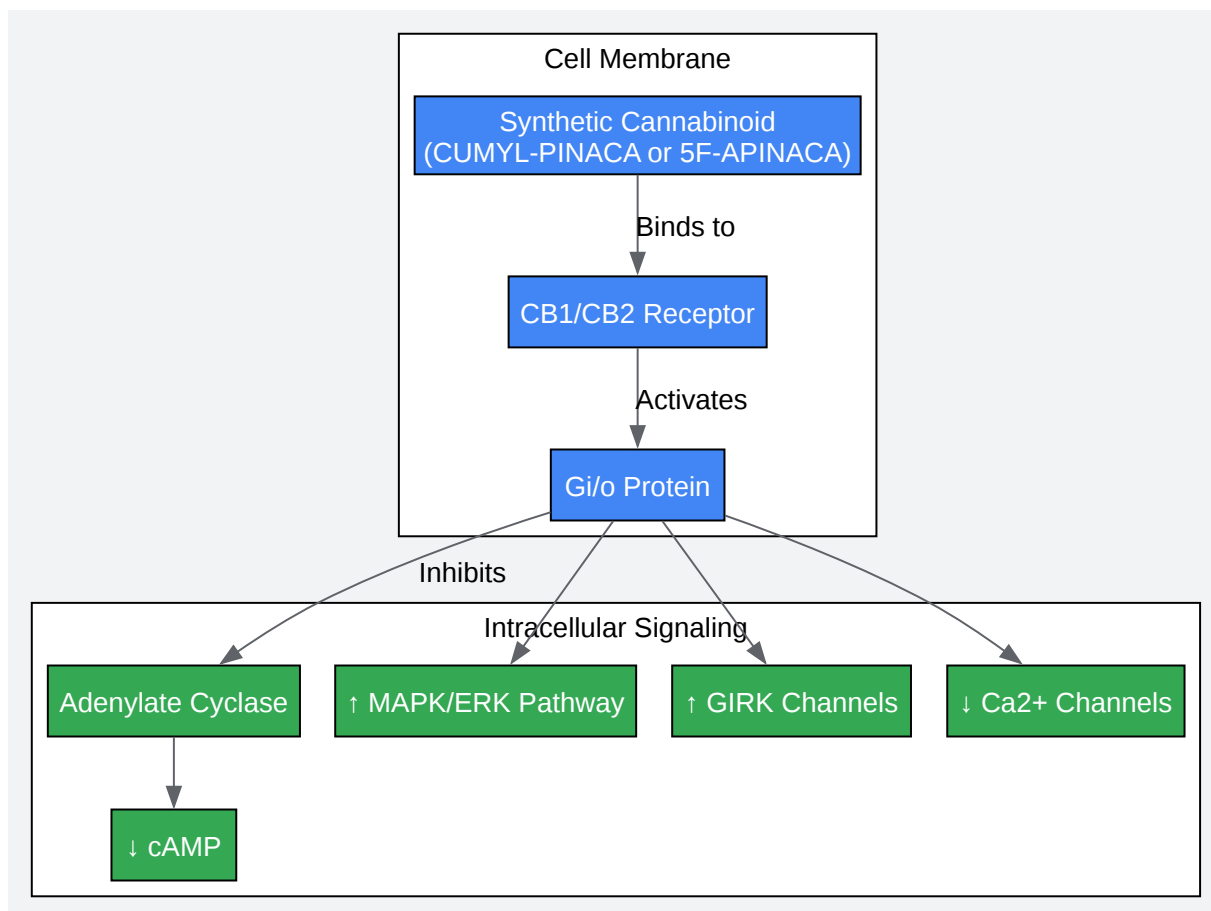 Cell Membrane
Synthetic Cannabinoid
(CUMYL-PINACA or 5F-APINACA)
Binds to
CB1/CB2 Receptor
Activates
Gi/o Protein
Inhibits
Intracellular Signaling
Adenylate Cyclase
↑ MAPK/ERK Pathway
↑ GIRK Channels
↓ Ca2+ Channels
↓ cAMP